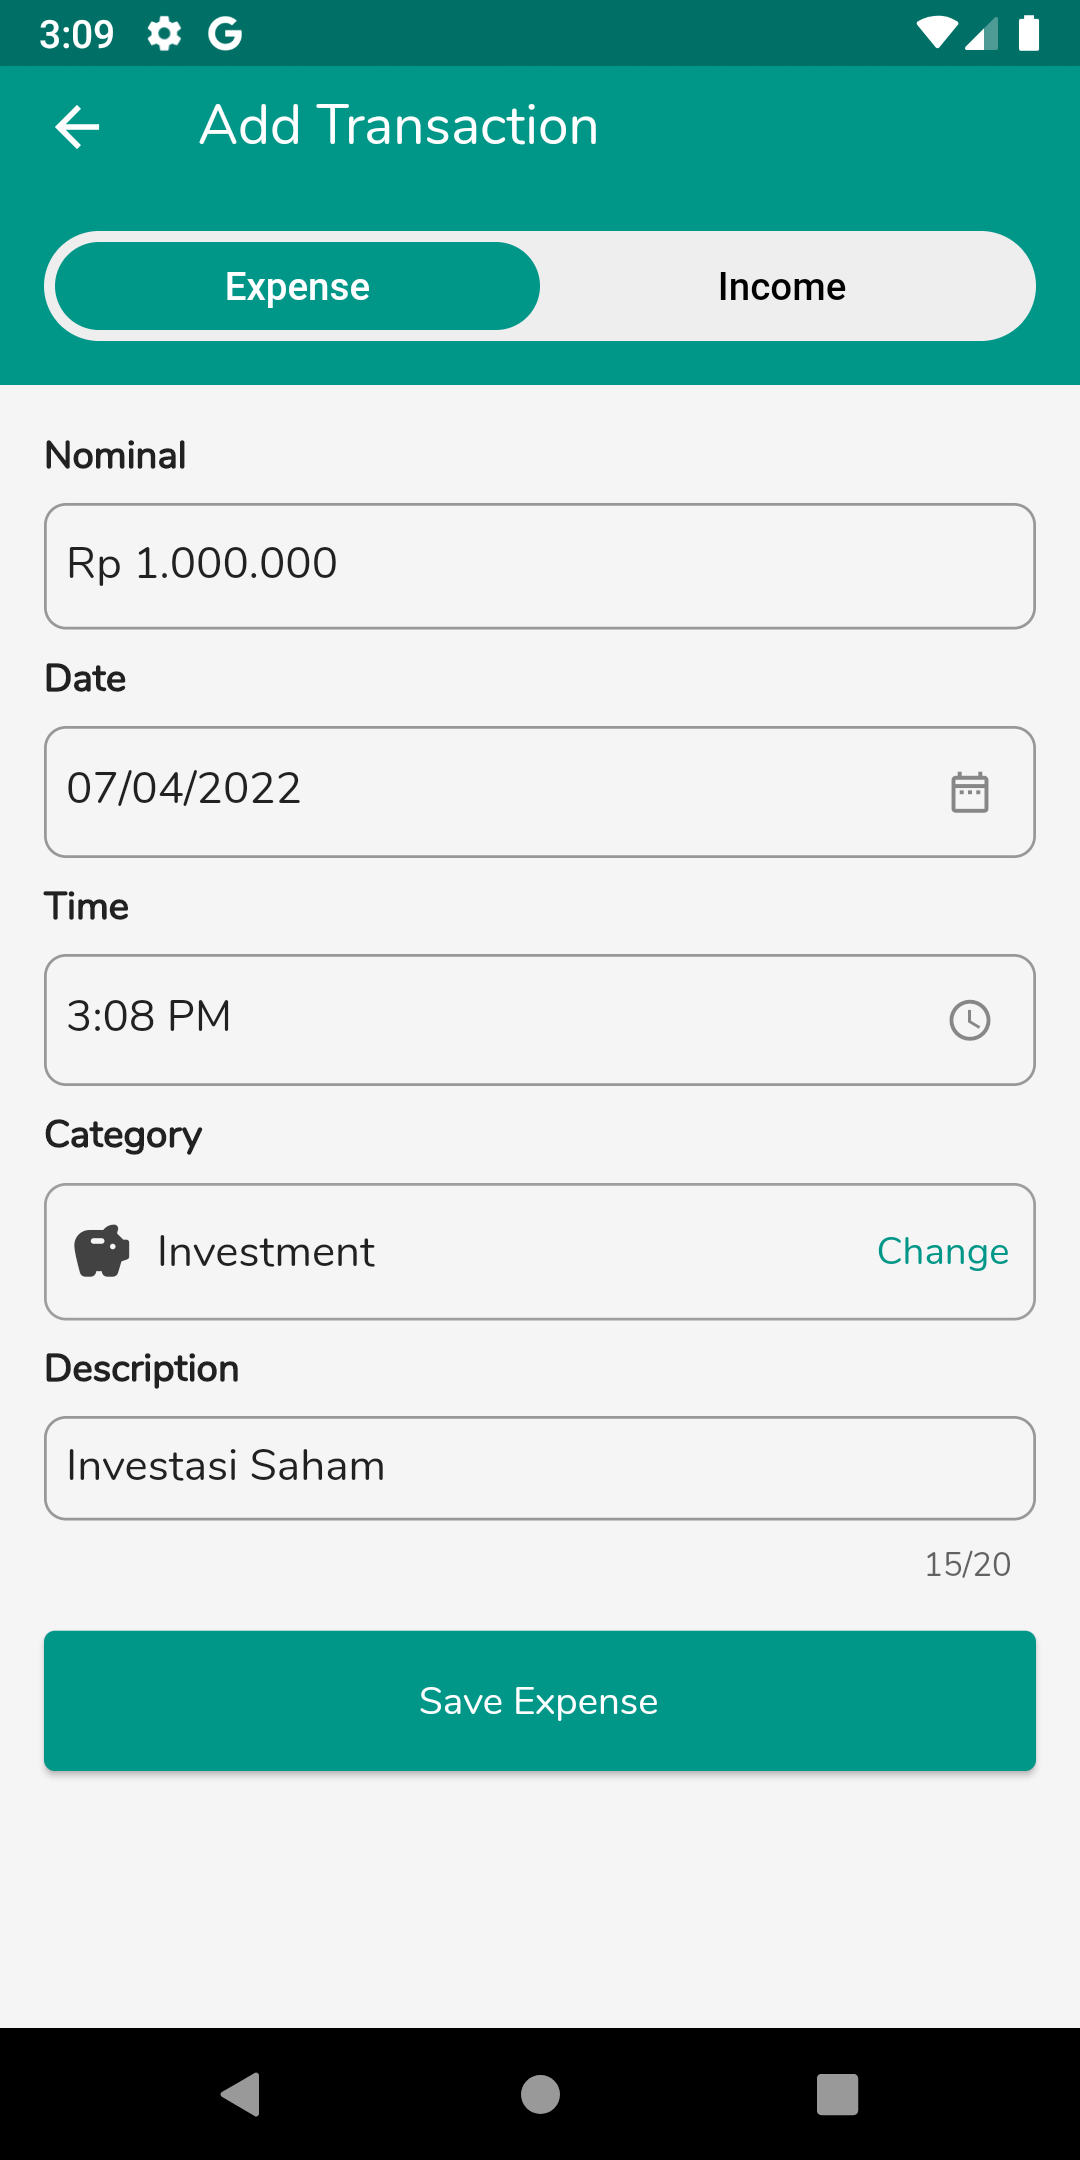 3:09
Add Transaction
Expense Income
Nominal
Rp 1.000.000
Date
07/04/2022
Time
3:08 PM
Category
Investment Change
Description
Investasi Saham
15/20
Save Expense